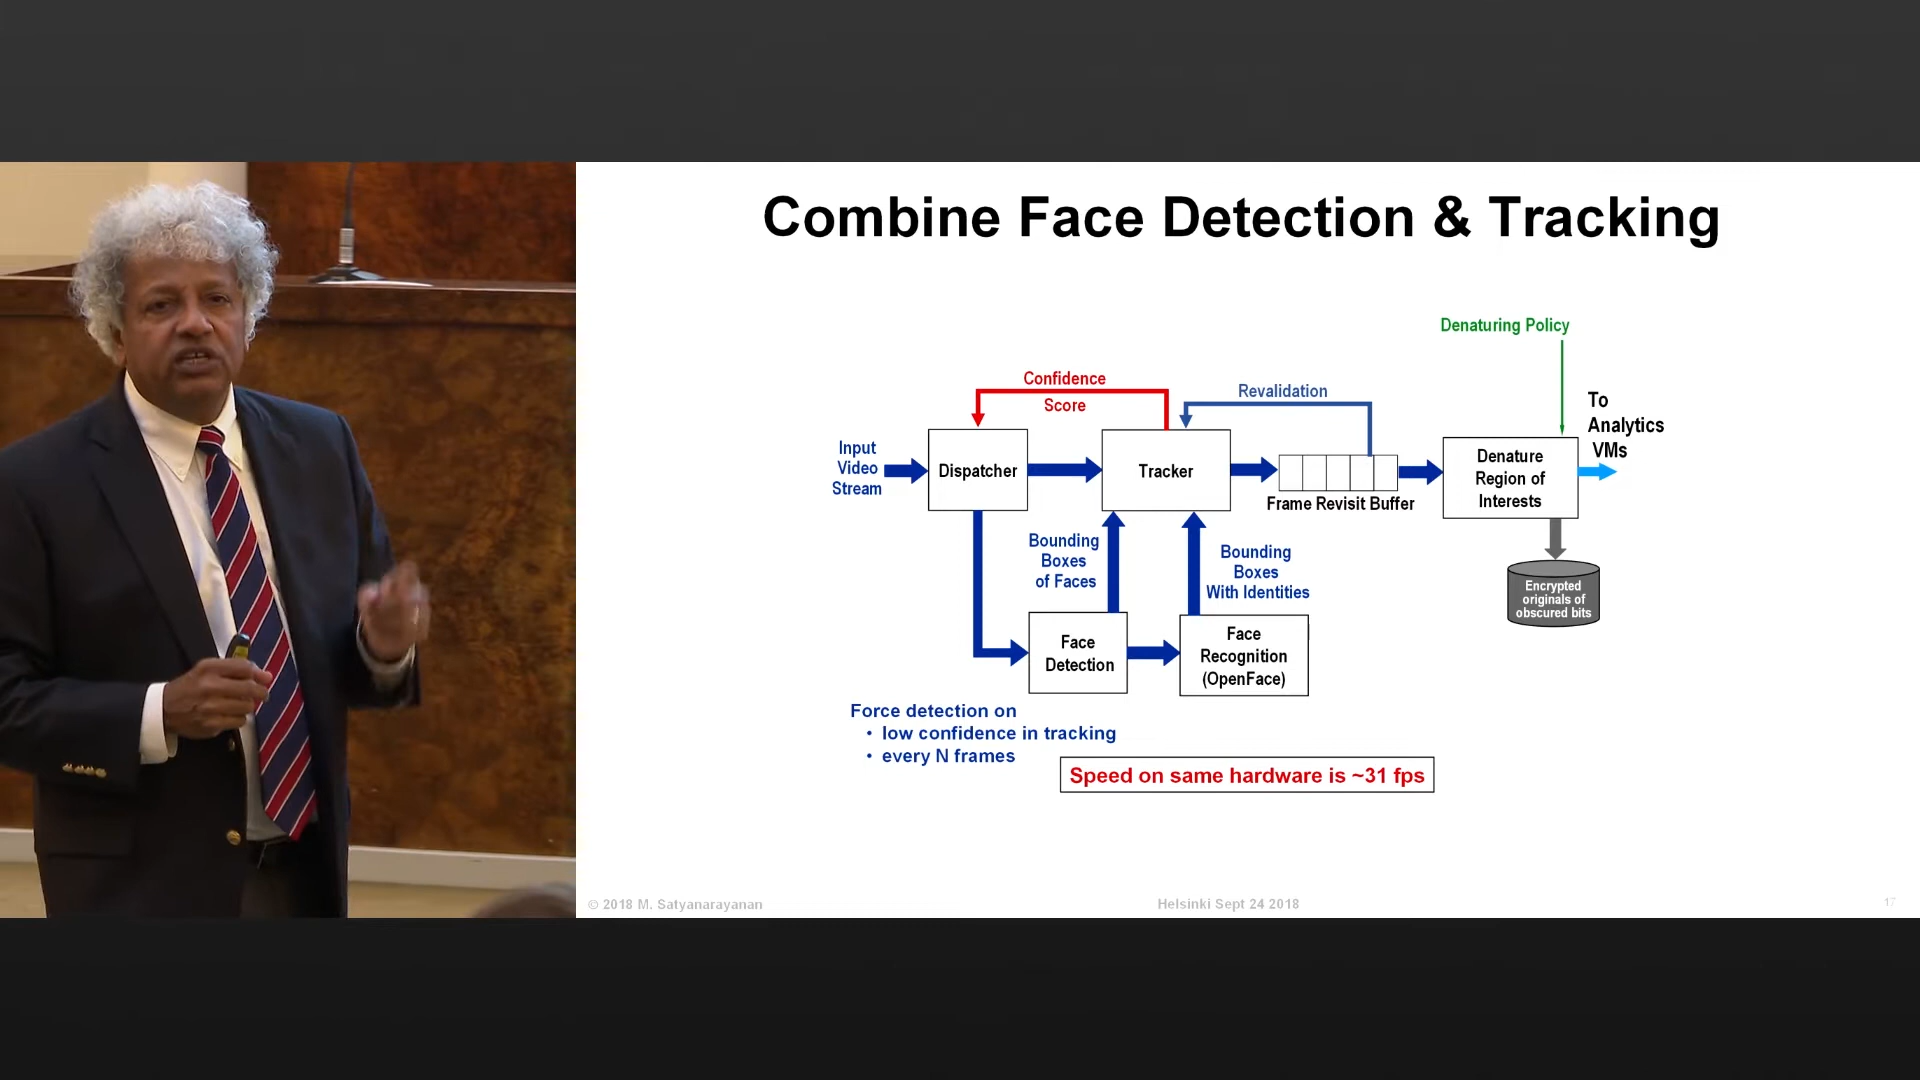 Combine Face Detection & Tracking
Denaturing Policy
Confidence
Score
Revalidation
To
Analytics
VMs
Input
Video
Stream
Dispatcher
Tracker
Frame Revisit Buffer
Denature
Region of
Interests
Bounding
Boxes
of Faces
Bounding
Boxes
With Identities
Encrypted
originals of
obscured bits
Face
Detection
Face
Recognition
(OpenFace)
Force detection on
• low confidence in tracking
• every N frames
Speed on same hardware is ~31 fps
© 2018 M. Satyanarayanan
Helsinki Sept 24 2018
17